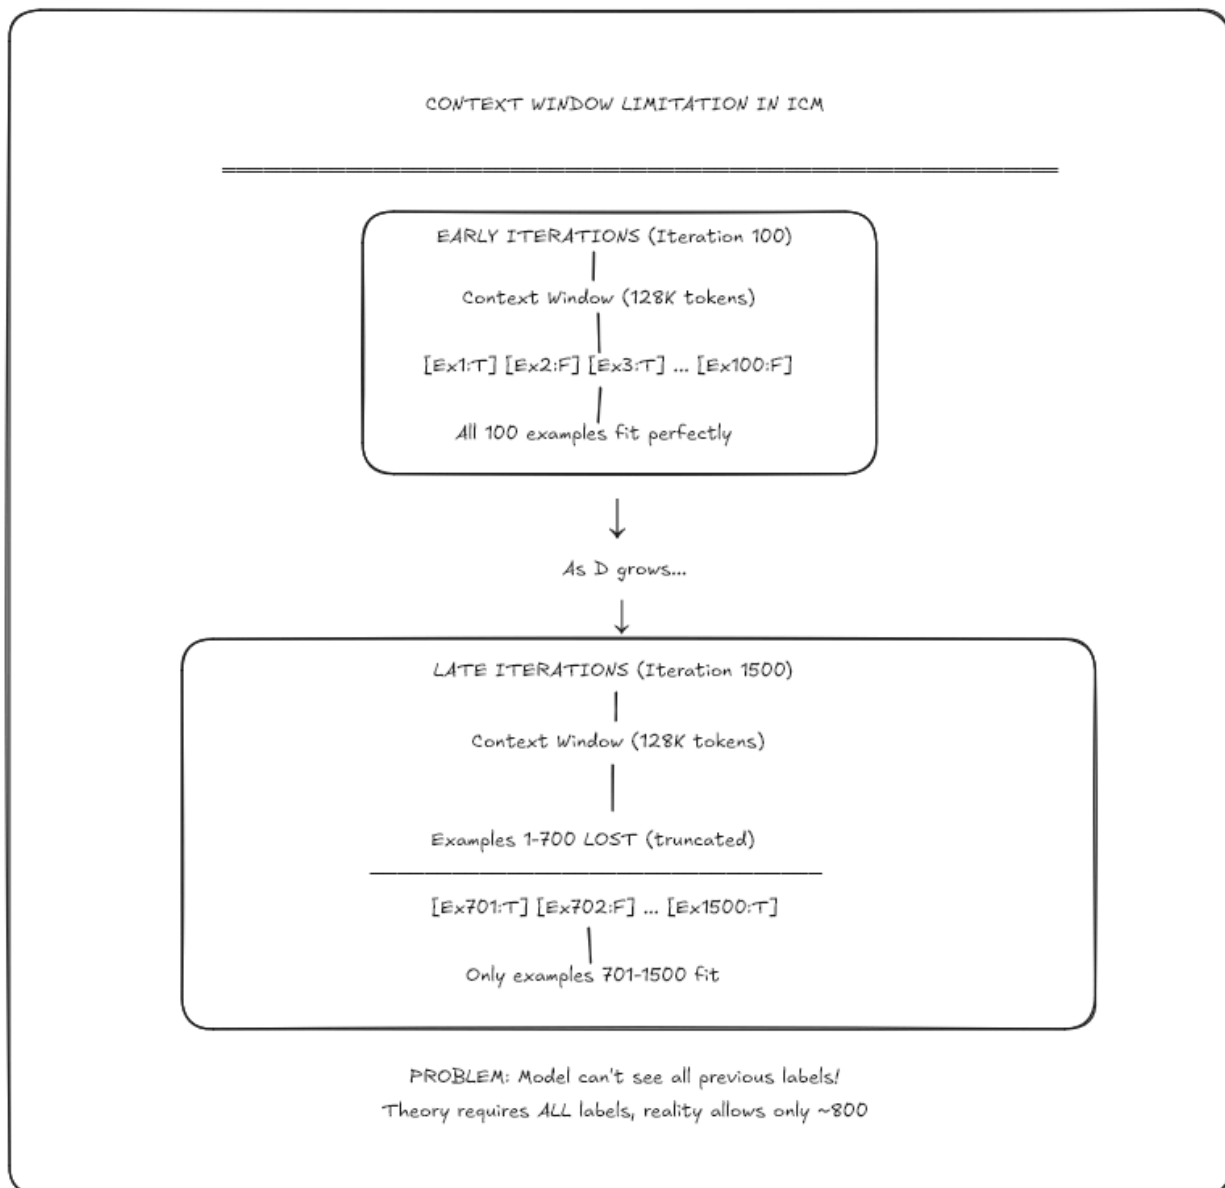 CONTEXT WINDOW LIMITATION IN ICM
EARLY ITERATIONS (Iteration 100)
Context Window (128K tokens)
[Ex1:T] [Ex2:F] [Ex3:T] ... [Ex100:F]
All 100 examples fit perfectly
As D grows...
LATE ITERATIONS (Iteration 1500)
Context Window (128K tokens)
Examples 1-700 LOST (truncated)
[Ex701:T] [Ex702:F] ... [Ex1500:T]
Only examples 701-1500 fit
PROBLEM: Model can't see all previous labels!
Theory requires ALL labels, reality allows only ~800